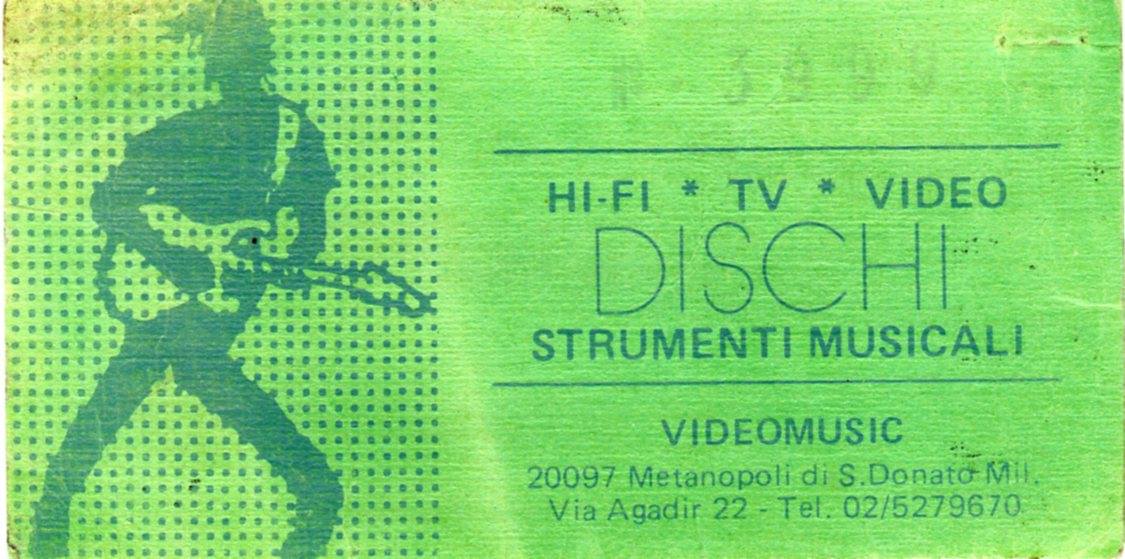 HI-FI * TV * VIDEO
DISCHI
STRUMENTI MUSICALI
VIDEOMUSIC
20097 Metanopoli di S.Donato Mil.
Via Agadir 22 - Tel. 02/5279670